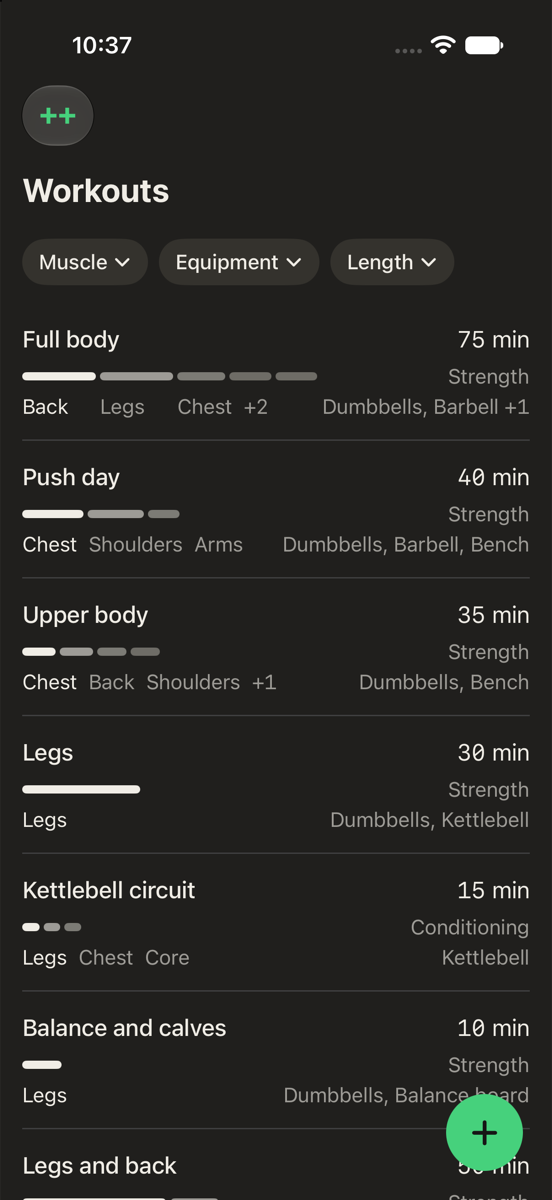 10:37
++
Workouts
Muscle Equipment Length
Full body 75 min
Strength
Back Legs Chest +2 Dumbbells, Barbell +1
Push day 40 min
Strength
Chest Shoulders Arms Dumbbells, Barbell, Bench
Upper body 35 min
Strength
Chest Back Shoulders +1 Dumbbells, Bench
Legs 30 min
Strength
Legs Dumbbells, Kettlebell
Kettlebell circuit 15 min
Conditioning
Legs Chest Core Kettlebell
Balance and calves 10 min
Strength
Legs Dumbbells, Balance board
+
Legs and back min